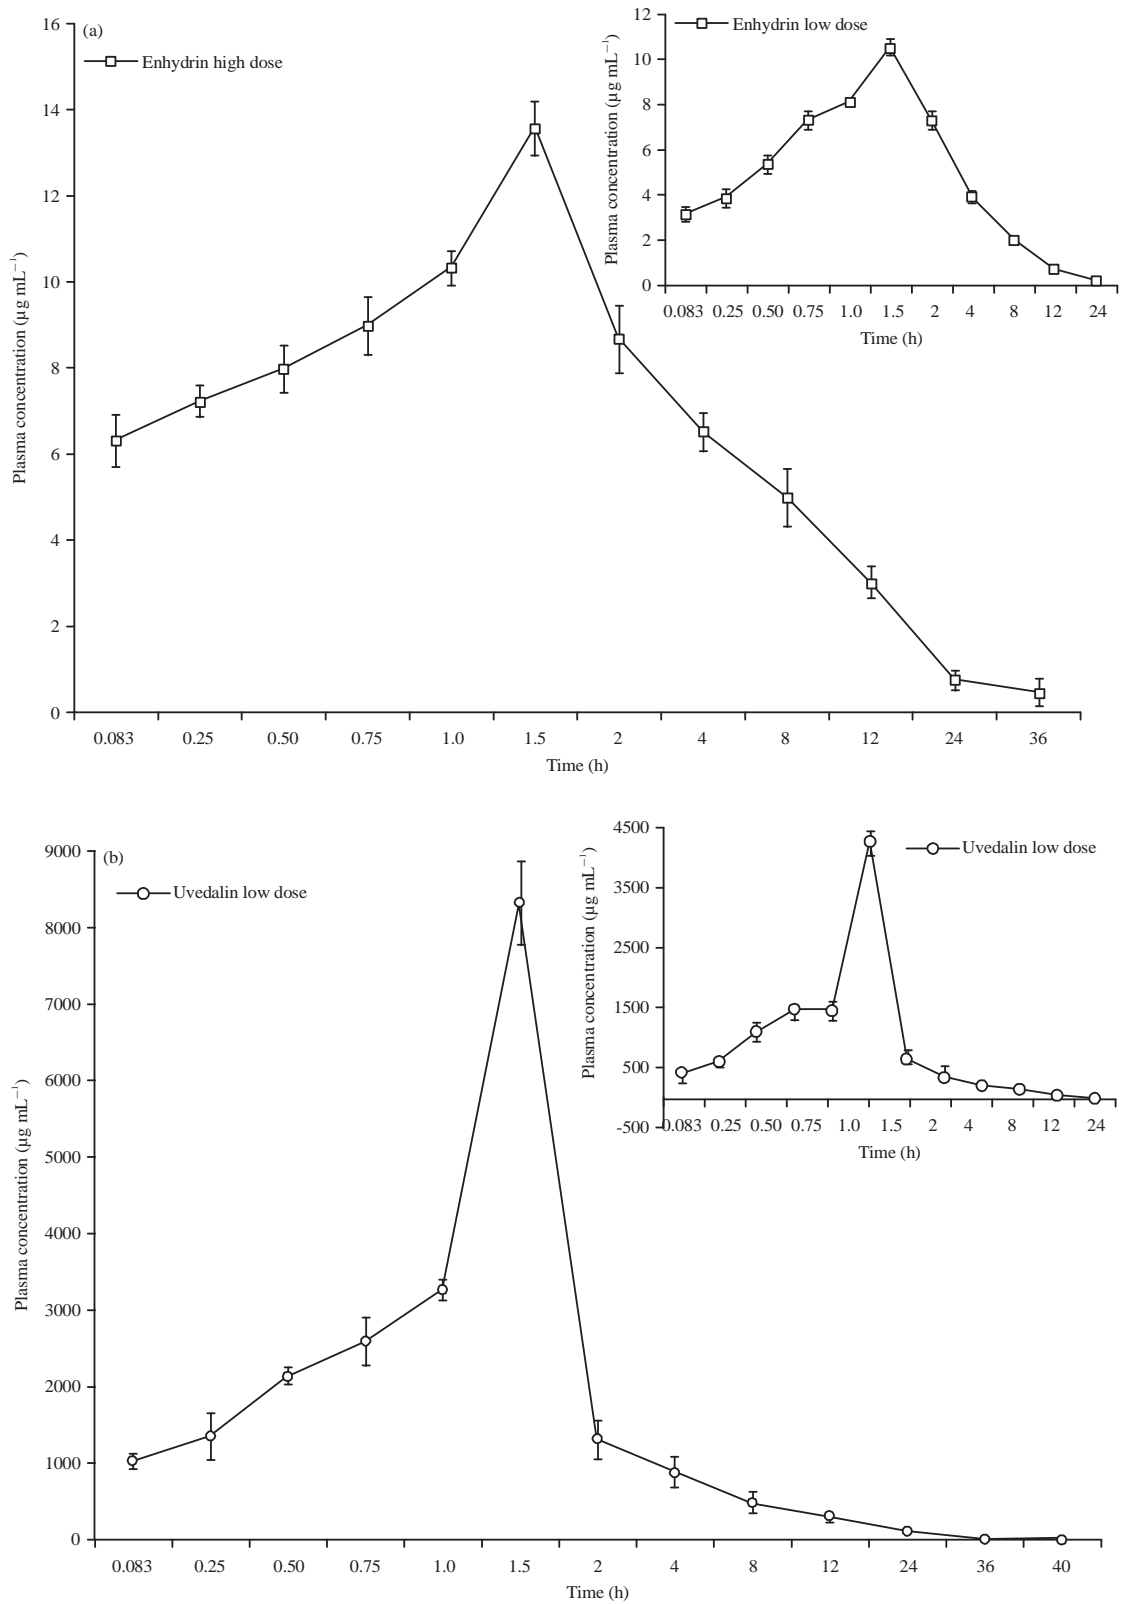 (a)
Enhydrin high dose
Plasma concentration (µg mL⁻¹)
16
14
12
10
8
6
4
2
0
0.083 0.25 0.50 0.75 1.0 1.5 2 4 8 12 24 36
Time (h)
Enhydrin low dose
Plasma concentration (µg mL⁻¹)
12
10
8
6
4
2
0
0.083 0.25 0.50 0.75 1.0 1.5 2 4 8 12 24
Time (h)
(b)
Uvedalin low dose
Plasma concentration (µg mL⁻¹)
9000
8000
7000
6000
5000
4000
3000
2000
1000
0
0.083 0.25 0.50 0.75 1.0 1.5 2 4 8 12 24 36 40
Time (h)
Uvedalin low dose
Plasma concentration (µg mL⁻¹)
4500
3500
2500
1500
500
-500
0.083 0.25 0.50 0.75 1.0 1.5 2 4 8 12 24
Time (h)